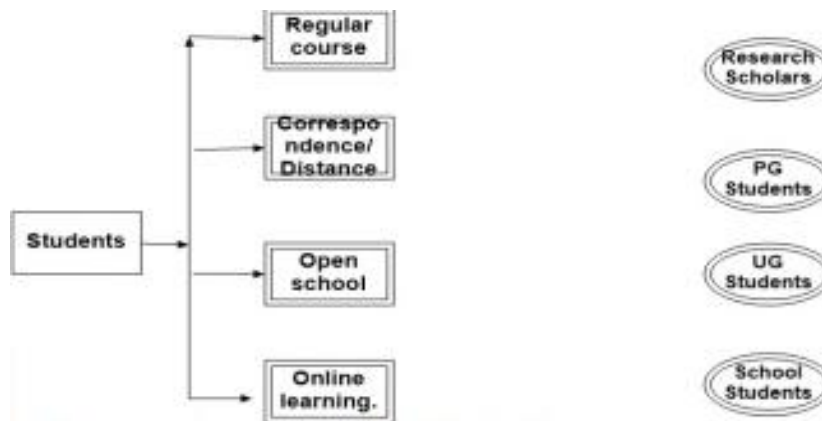 Regular
course
Correspo
ndence/
Distance
Students
Open
school
Online
learning.
Research
Scholars
PG
Students
UG
Students
School
Students